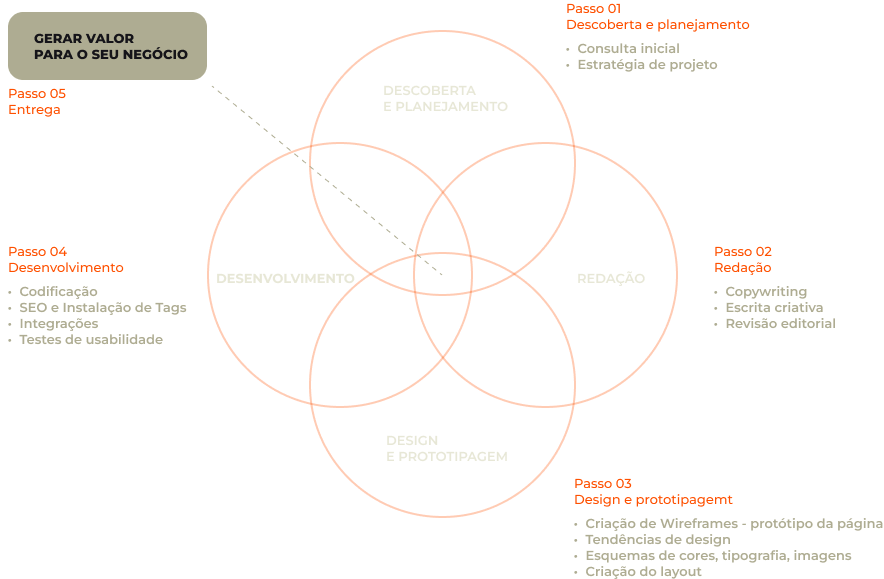 GERAR VALOR
PARA O SEU NEGÓCIO
Passo 05
Entrega
Passo 01
Descoberta e planejamento
• Consulta inicial
• Estratégia de projeto
DESCOBERTA
E PLANEJAMENTO
Passo 04
Desenvolvimento
• Codificação
• SEO e Instalação de Tags
• Integrações
• Testes de usabilidade
DESENVOLVIMENTO
REDAÇÃO
Passo 02
Redação
• Copywriting
• Escrita criativa
• Revisão editorial
DESIGN
E PROTOTIPAGEM
Passo 03
Design e prototipagemt
• Criação de Wireframes - protótipo da página
• Tendências de design
• Esquemas de cores, tipografia, imagens
• Criação do layout